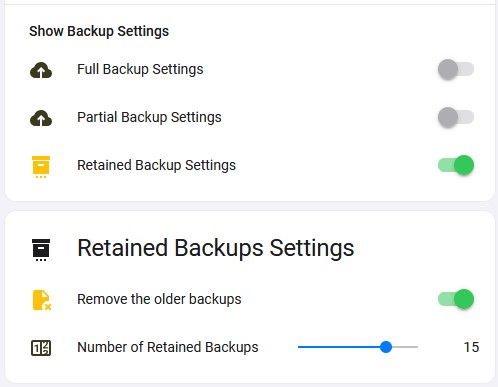 Show Backup Settings
Full Backup Settings
Partial Backup Settings
Retained Backup Settings
Retained Backups Settings
Remove the older backups
Number of Retained Backups 15